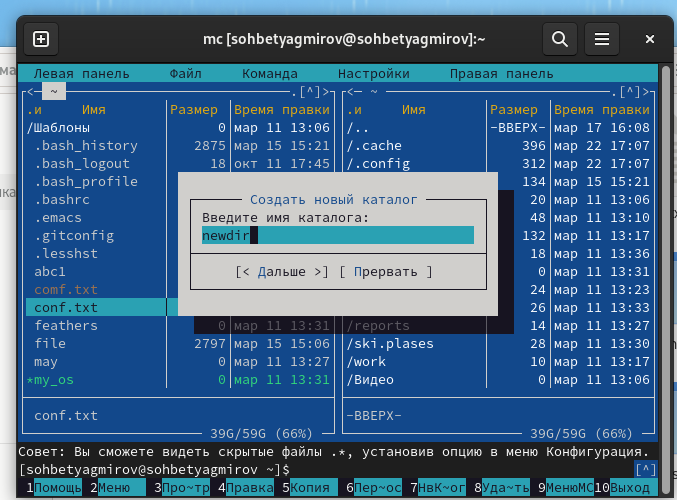 mc [sohbetyagmirov@sohbetyagmirov]:~
Левая панель Файл Команда Настройки Правая панель
<— ~ .[^]> <— ~ .[^]>
.и Имя Размер Время правки .и Имя Размер Время правки
/Шаблоны 0 мар 11 13:06 /.. -ВВЕРХ- мар 17 16:08
.bash_history 2875 мар 15 15:21 /.cache 396 мар 22 17:07
.bash_logout 18 окт 11 17:45 /.config 312 мар 22 17:07
.bash_profile 134 мар 15 15:21
.bashrc 20 мар 11 13:06
.emacs 48 мар 11 13:10
.gitconfig 132 мар 11 13:17
.lesshst 18 мар 11 13:36
abc1 0 мар 11 13:31
comf.txt 24 мар 11 13:23
conf.txt 26 мар 11 13:33
feathers 0 мар 11 13:31 /reports 14 мар 11 13:27
file 2797 мар 15 15:06 /ski.plases 28 мар 11 13:30
may 0 мар 11 13:27 /work 10 мар 11 13:17
*my_os 0 мар 11 13:31 /Видео 0 мар 11 13:06
Создать новый каталог
Введите имя каталога:
newdir
[< Дальше >] [ Прервать ]
conf.txt -ВВЕРХ-
39G/59G (66%) 39G/59G (66%)
Совет: Вы сможете видеть скрытые файлы .*, установив опцию в меню Конфигурация.
[sohbetyagmirov@sohbetyagmirov ~]$ [^]
1Помощь 2Меню 3Про~тр 4Правка 5Копия 6Пер~ос 7НвК~ог 8Уда~ть 9МенюMC 10Выход